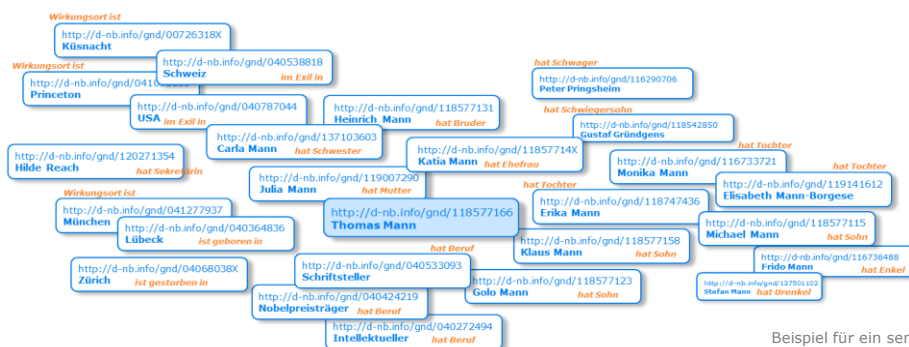 Wirkungsort ist
http://d-nb.info/gnd/00726318X
Küsnacht
http://d-nb.info/gnd/040538818
Schweiz
im Exil in
Wirkungsort ist
Princeton
http://d-nb.info/gnd/040787044
USA
im Exil in
http://d-nb.info/gnd/137103603
Carla Mann
hat Schwester
http://d-nb.info/gnd/118577131
Heinrich Mann
hat Bruder
hat Schwager
http://d-nb.info/gnd/116290706
Peter Pringsheim
hat Schwiegersohn
http://d-nb.info/gnd/118542850
Gustaf Gründgens
http://d-nb.info/gnd/11857714X
Katia Mann
hat Ehefrau
hat Tochter
http://d-nb.info/gnd/116733721
Monika Mann
hat Tochter
http://d-nb.info/gnd/119141612
Elisabeth Mann-Borgese
http://d-nb.info/gnd/120271354
Hilde Reach
hat Sekretärin
http://d-nb.info/gnd/119007290
Julia Mann
hat Mutter
hat Tochter
http://d-nb.info/gnd/118747436
Erika Mann
Wirkungsort ist
http://d-nb.info/gnd/041277937
München
http://d-nb.info/gnd/040364836
Lübeck
ist geboren in
http://d-nb.info/gnd/118577166
Thomas Mann
http://d-nb.info/gnd/118577115
Michael Mann
hat Sohn
http://d-nb.info/gnd/118577158
Klaus Mann
hat Sohn
http://d-nb.info/gnd/116736488
Frido Mann
hat Enkel
http://d-nb.info/gnd/04068038X
Zürich
ist gestorben in
hat Beruf
http://d-nb.info/gnd/040533093
Schriftsteller
http://d-nb.info/gnd/118577123
Golo Mann
hat Sohn
http://d-nb.info/gnd/137501102
Stefan Mann
hat Urenkel
http://d-nb.info/gnd/040424219
Nobelpreisträger
hat Beruf
http://d-nb.info/gnd/040272494
Intellektueller
hat Beruf
Beispiel für ein ser